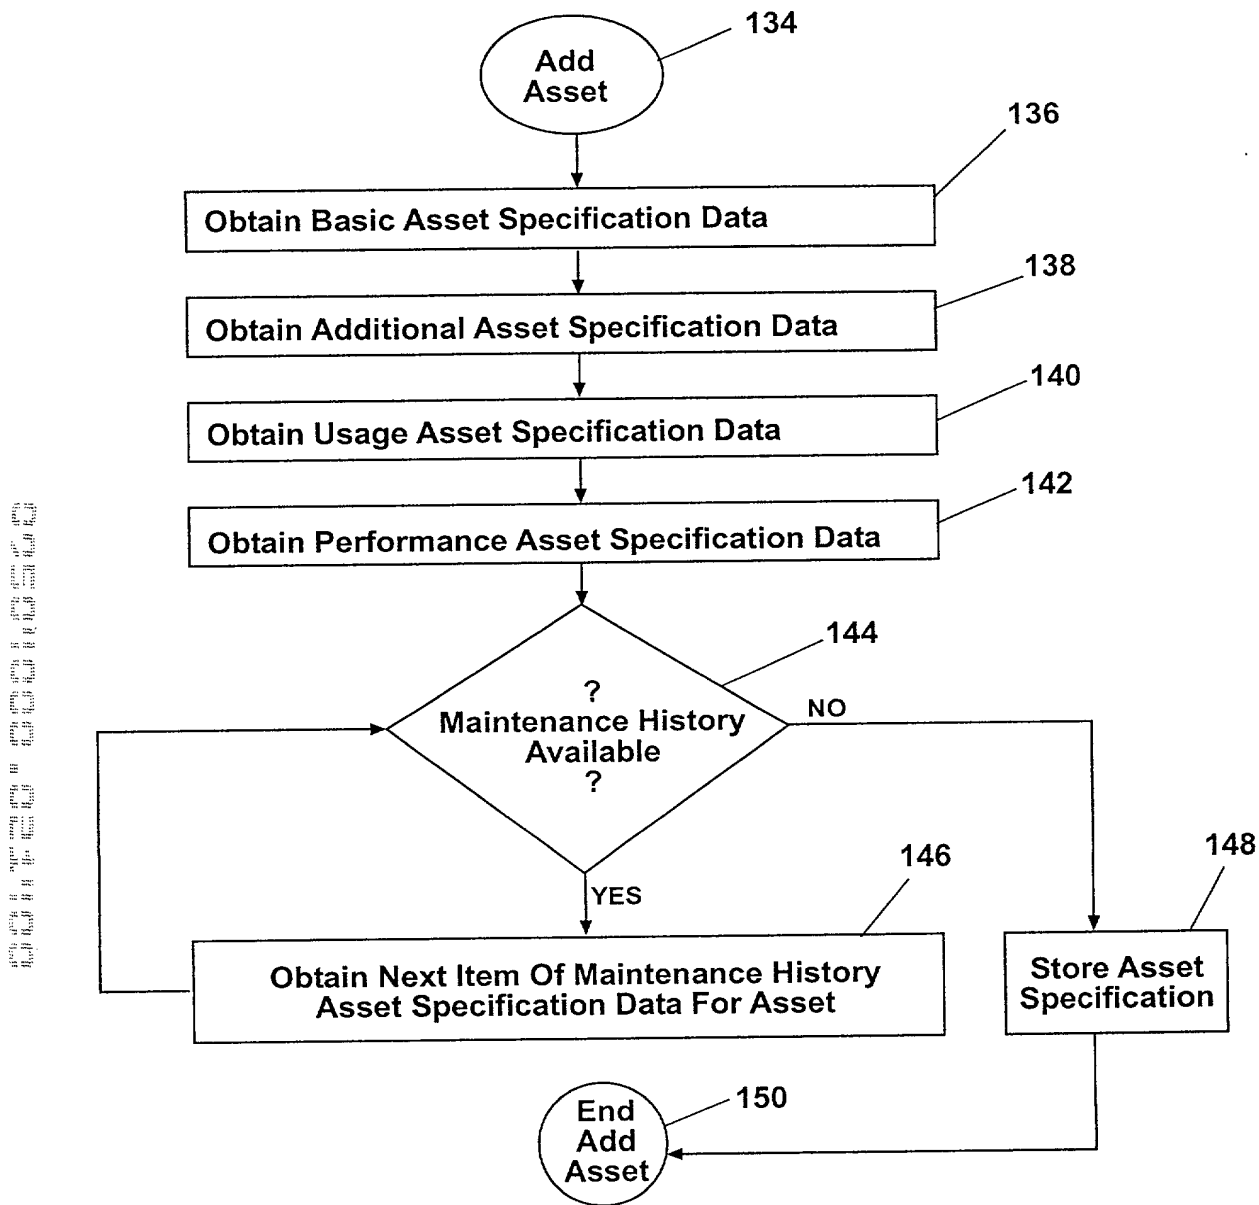 134
Add
Asset
136
Obtain Basic Asset Specification Data
138
Obtain Additional Asset Specification Data
140
Obtain Usage Asset Specification Data
142
Obtain Performance Asset Specification Data
144
?
Maintenance History
Available
?
NO
YES
146
148
Obtain Next Item Of Maintenance History
Asset Specification Data For Asset
Store Asset
Specification
150
End
Add
Asset